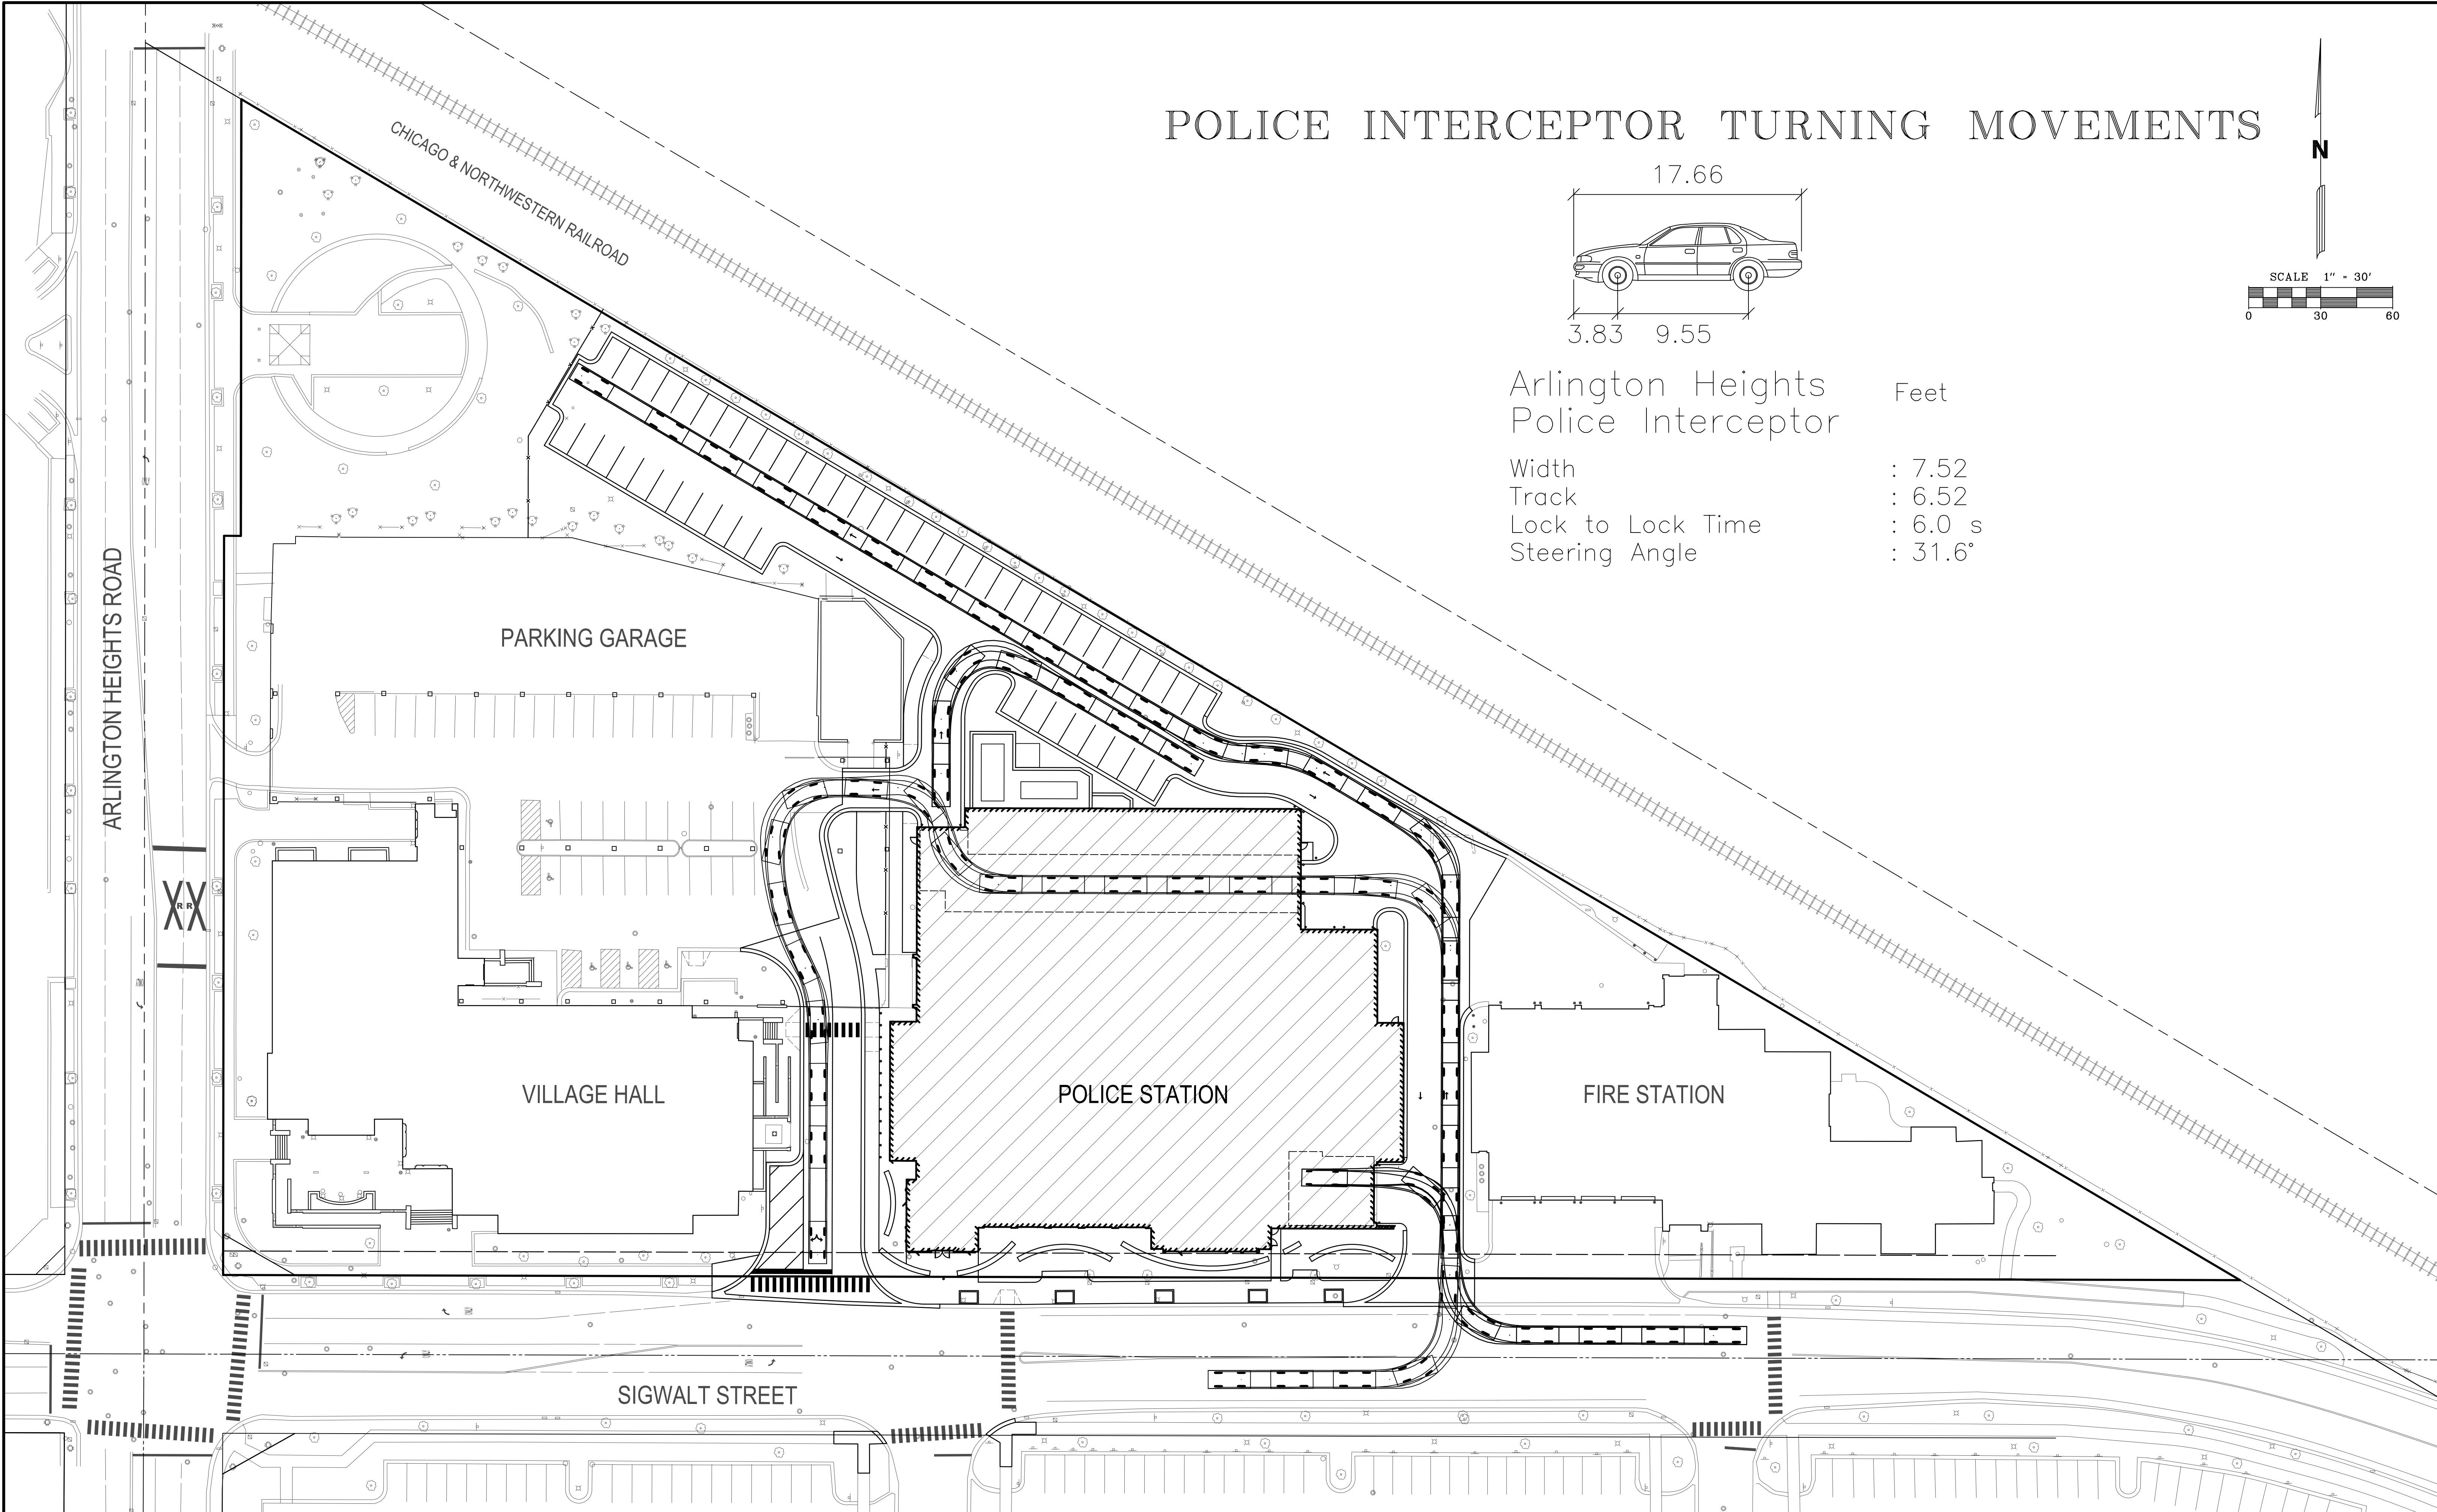 POLICE INTERCEPTOR TURNING MOVEMENTS
N
SCALE 1" - 30'
0 30 60
17.66
3.83 9.55
Arlington Heights
Police Interceptor
Feet
Width : 7.52
Track : 6.52
Lock to Lock Time : 6.0 s
Steering Angle : 31.6°
CHICAGO & NORTHWESTERN RAILROAD
ARLINGTON HEIGHTS ROAD
PARKING GARAGE
R R
VILLAGE HALL
POLICE STATION
FIRE STATION
SIGWALT STREET